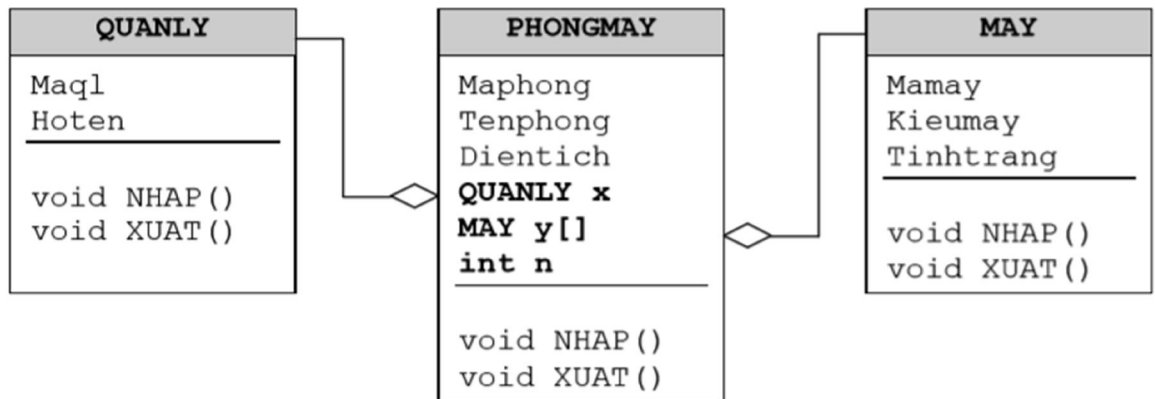 QUANLY
Maql
Hoten
void NHAP()
void XUAT()
PHONGMAY
Maphong
Tenphong
Dientich
QUANLY x
MAY y[]
int n
void NHAP()
void XUAT()
MAY
Mamay
Kieumay
Tinhtrang
void NHAP()
void XUAT()